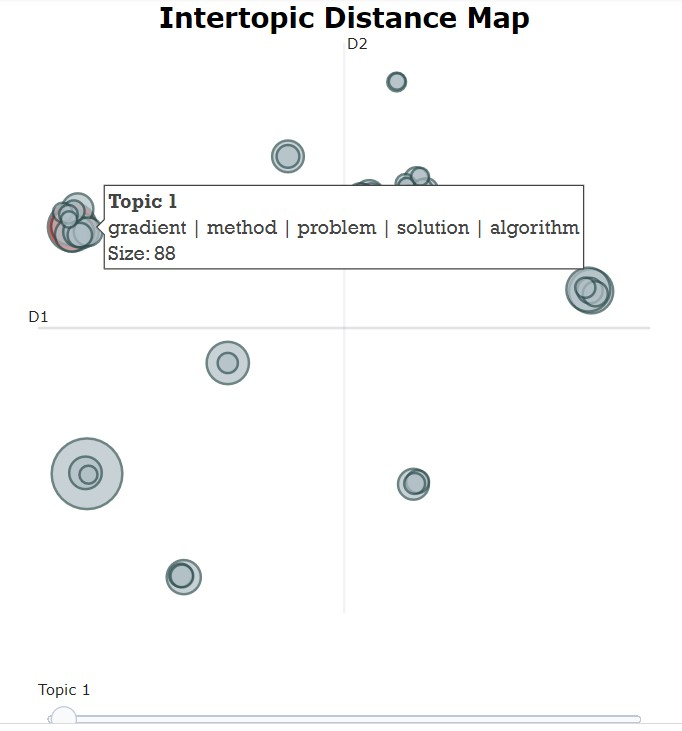 Intertopic Distance Map
D2
Topic 1
gradient | method | problem | solution | algorithm
Size: 88
D1
Topic 1